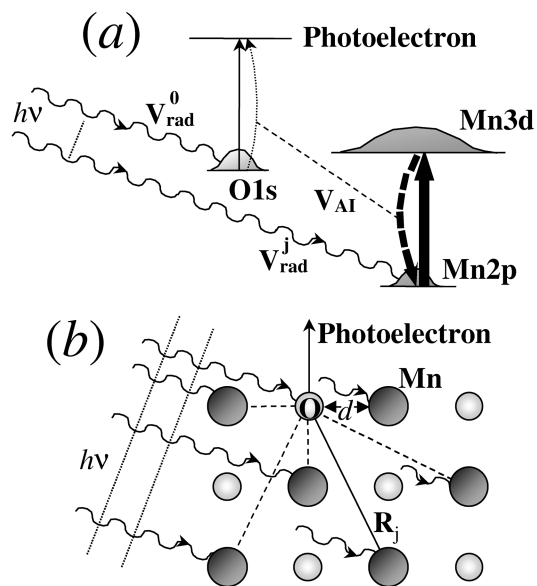 (a)
Photoelectron
hν
V⁰rad
Mn3d
O1s
VAI
Vʲrad
Mn2p
(b)
Photoelectron
Mn
O
d
hν
Rj